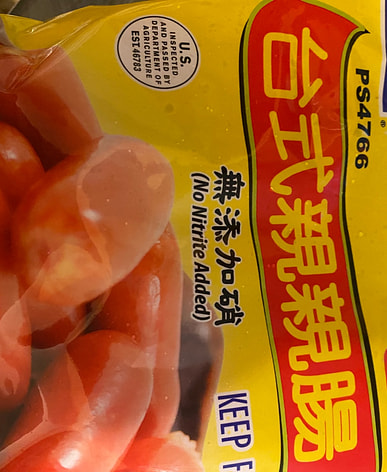 U.S.
INSPECTED
AND PASSED BY
DEPARTMENT OF
AGRICULTURE
EST.46783
®
PS4766
台式親親腸
無添加硝
(No Nitrite Added)
KEEP F